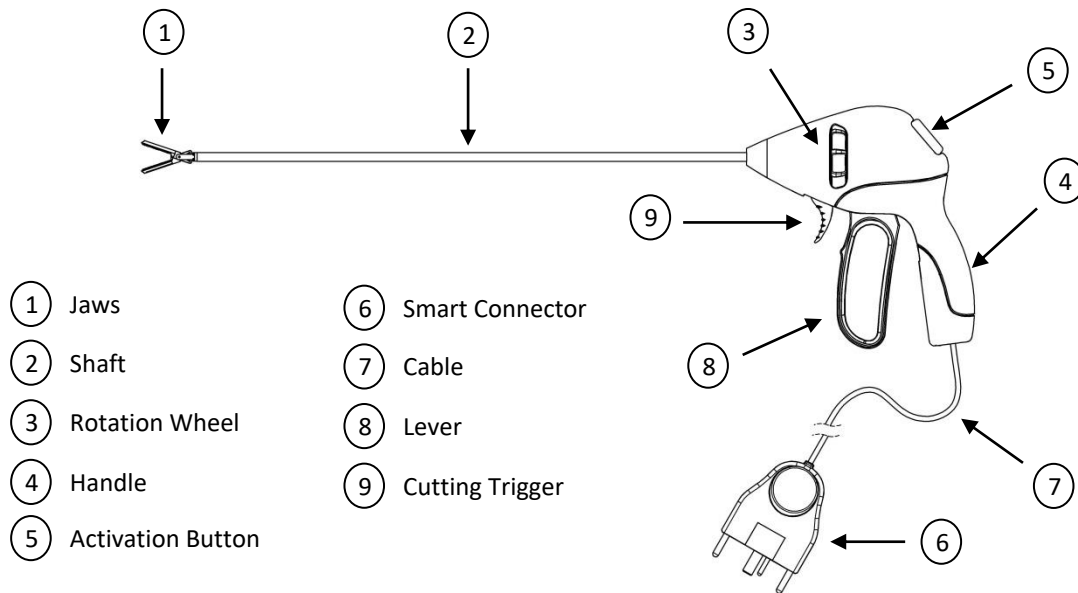 1
2
3
5
4
9
1 Jaws
6 Smart Connector
2 Shaft
8
7 Cable
3 Rotation Wheel
8 Lever
4 Handle
9 Cutting Trigger
7
5 Activation Button
6